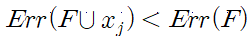 Err(F ∪ x_j) < Err(F)